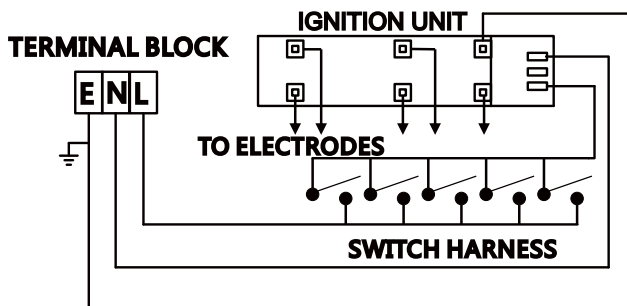 IGNITION UNIT
TERMINAL BLOCK
E N L
TO ELECTRODES
SWITCH HARNESS